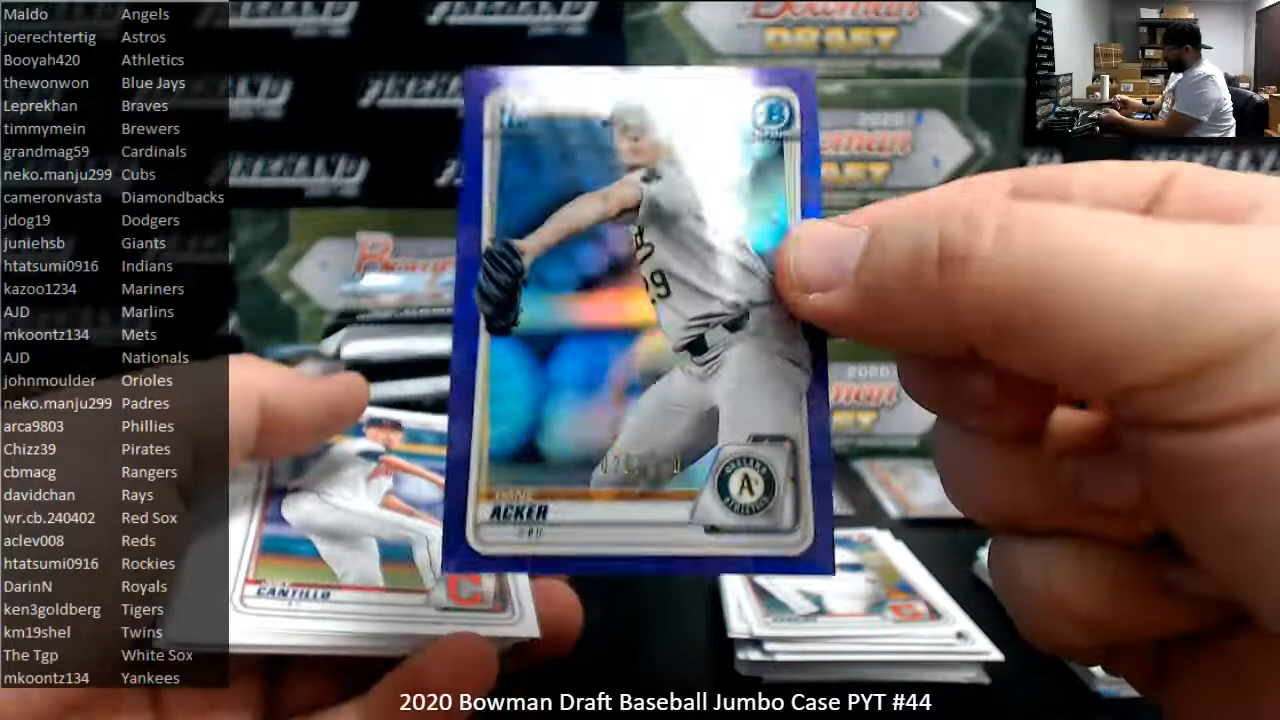 Maldo Angels
joerechtertig Astros
Booyah420 Athletics
thewonwon Blue Jays
Leprekhan Braves
timmymein Brewers
grandmag59 Cardinals
neko.manju299 Cubs
cameronvasta Diamondbacks
jdog19 Dodgers
juniehsb Giants
htatsumi0916 Indians
kazoo1234 Mariners
AJD Marlins
mkoontz134 Mets
AJD Nationals
johnmoulder Orioles
neko.manju299 Padres
arca9803 Phillies
Chizz39 Pirates
cbmacg Rangers
davidchan Rays
wr.cb.240402 Red Sox
aclev008 Reds
htatsumi0916 Rockies
DarinN Royals
ken3goldberg Tigers
km19shel Twins
The Tgp White Sox
mkoontz134 Yankees
DRAFT
B
29
ACKER
OAKLAND
A's
ATHLETICS
CANTILLO
C
2020 Bowman Draft Baseball Jumbo Case PYT #44